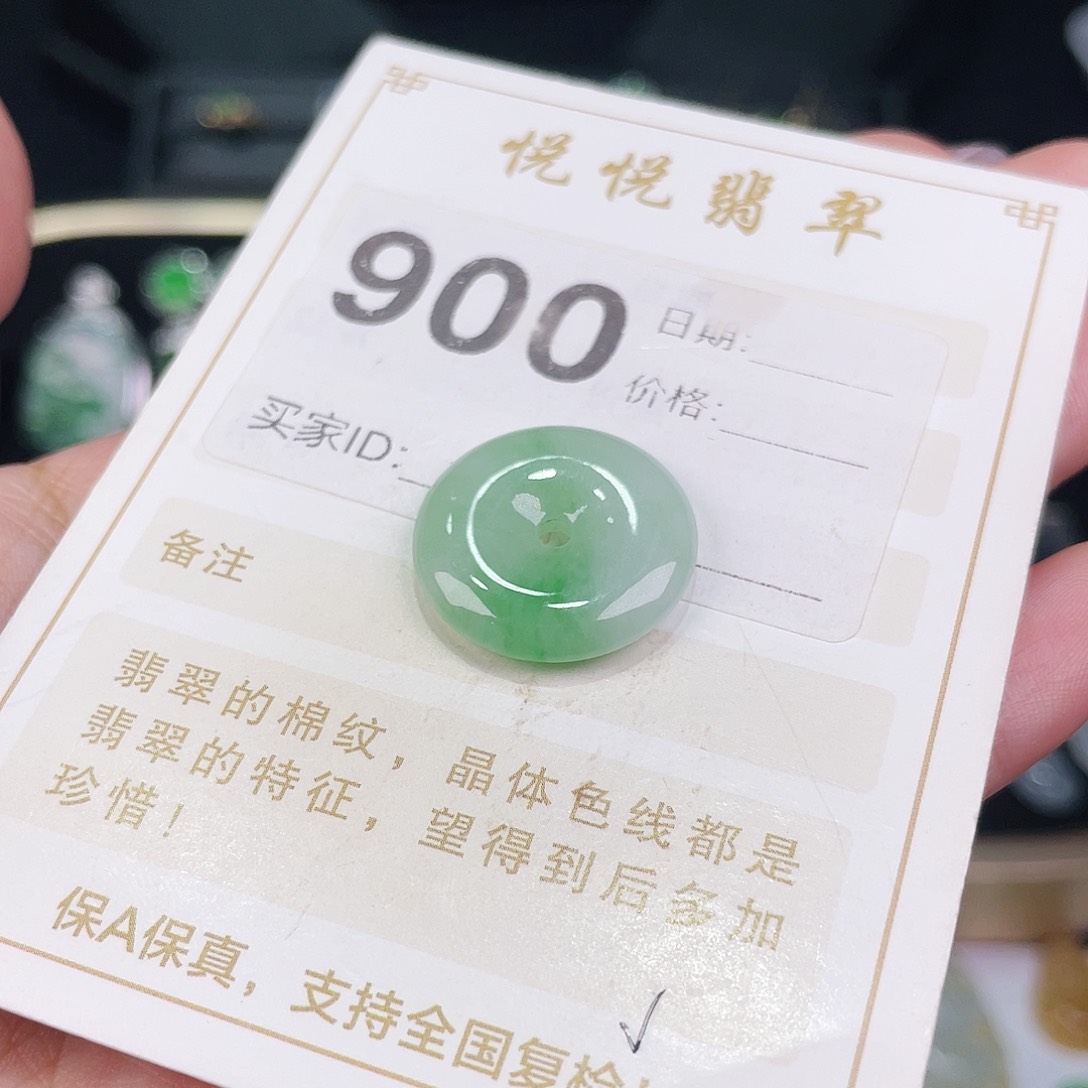 悦悦翡翠
900
日期:
价格:
买家ID:
备注
翡翠的棉纹，晶体色线都是
翡翠的特征，望得到后多加
珍惜！
保A保真，支持全国复检